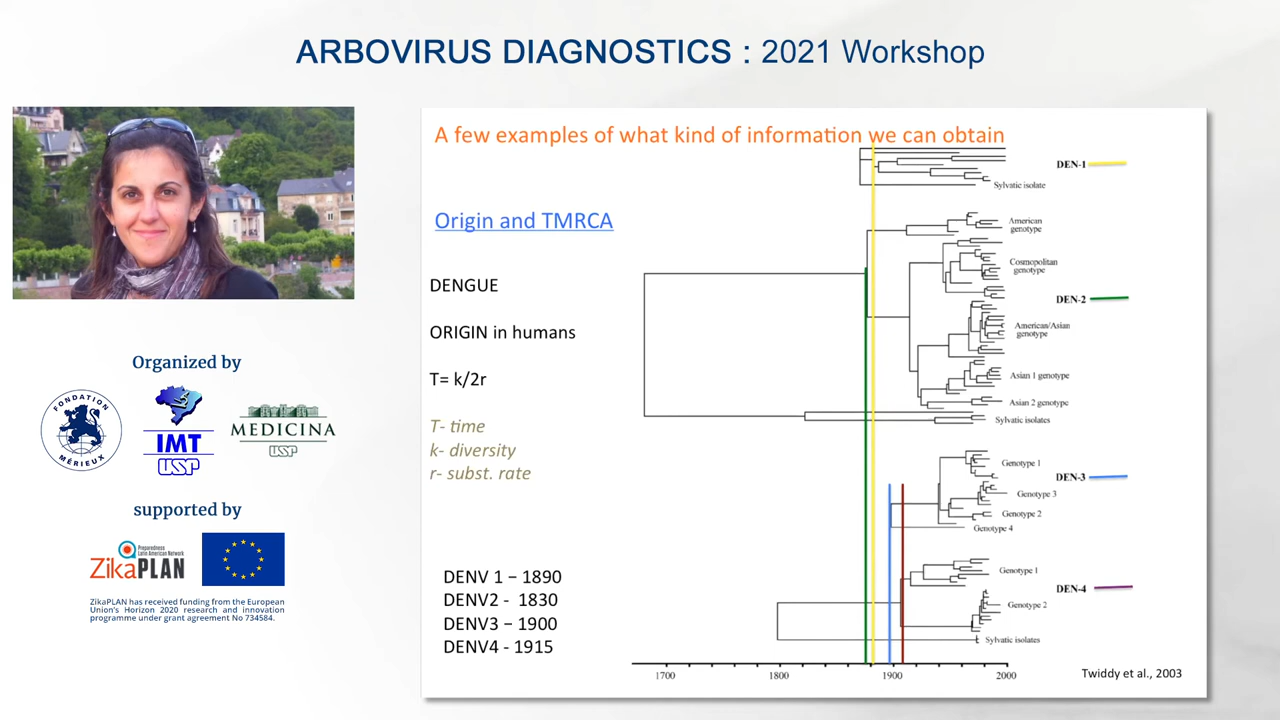 ARBOVIRUS DIAGNOSTICS : 2021 Workshop
Organized by
FONDATION MÉRIEUX
IMT
USP
MEDICINA
USP
supported by
ZikaPLAN
Preparedness
Latin American Network
ZikaPLAN has received funding from the European
Union's Horizon 2020 research and innovation
programme under grant agreement No 734584.
A few examples of what kind of information we can obtain
Origin and TMRCA
DENGUE
ORIGIN in humans
T= k/2r
T- time
k- diversity
r- subst. rate
DENV 1 – 1890
DENV2 - 1830
DENV3 – 1900
DENV4 - 1915
DEN-1
Sylvatic isolate
American
genotype
Cosmopolitan
genotype
DEN-2
American/Asian
genotype
Asian 1 genotype
Asian 2 genotype
Sylvatic isolates
Genotype 1
DEN-3
Genotype 3
Genotype 2
Genotype 4
Genotype 1
DEN-4
Genotype 2
Sylvatic isolates
1700 1800 1900 2000
Twiddy et al., 2003